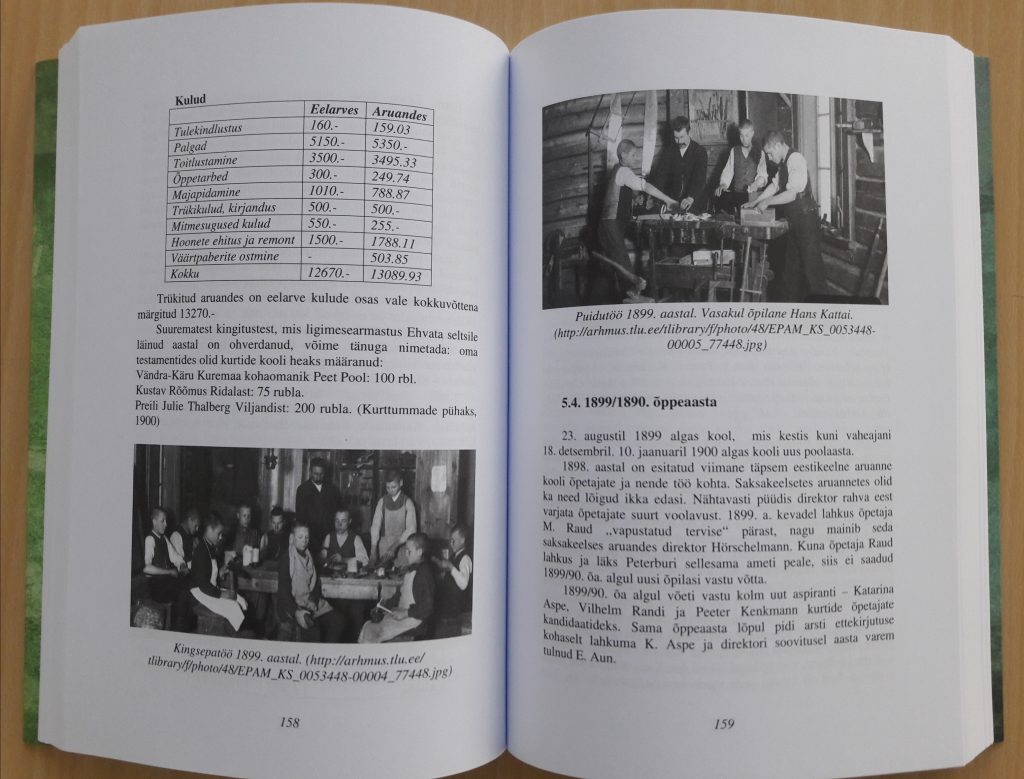 Kulud
Eelarves Aruandes
Tulekindlustus 160.- 159.03
Palgad 5150.- 5350.-
Toitlustamine 3500.- 3495.33
Õppetarbed 300.- 249.74
Majapidamine 1010.- 788.87
Trükikulud, kirjandus 500.- 500.-
Mitmesugused kulud 550.- 255.-
Hoonete ehitus ja remont 1500.- 1788.11
Väärtpaberite ostmine - 503.85
Kokku 12670.- 13089.93
Trükitud aruandes on eelarve kulude osas vale kokkuvõttena
märgitud 13270.-
Suurematest kingitustest, mis ligimesearmastus Ehvata seltsile
läinud aastal on ohverdanud, võime tänuga nimetada: oma
testamentides olid kurtide kooli heaks määranud:
Vändra-Käru Kuremaa kohaomanik Peet Pool: 100 rbl.
Kustav Rõõmus Ridalast: 75 rubla.
Preili Julie Thalberg Viljandist: 200 rubla. (Kurttummade pühaks,
1900)
Kingsepatöö 1899. aastal. (http://arhmus.tlu.ee/
tlibrary/f/photo/48/EPAM_KS_0053448-00004_77448.jpg)
158
Puidutöö 1899. aastal. Vasakul õpilane Hans Kattai.
(http://arhmus.tlu.ee/tlibrary/f/photo/48/EPAM_KS_0053448-
00005_77448.jpg)
5.4. 1899/1890. õppeaasta
23. augustil 1899 algas kool, mis kestis kuni vaheajani
18. detsembril. 10. jaanuaril 1900 algas kooli uus poolaasta.
1898. aastal on esitatud viimane täpsem eestikeelne aruanne
kooli õpetajate ja nende töö kohta. Saksakeelsetes aruannetes olid
ka need lõigud ikka edasi. Nähtavasti püüdis direktor rahva eest
varjata õpetajate suurt voolavust. 1899. a. kevadel lahkus õpetaja
M. Raud „vapustatud tervise“ pärast, nagu mainib seda
saksakeelses aruandes direktor Hörschelmann. Kuna õpetaja Raud
lahkus ja läks Peterburi sellesama ameti peale, siis ei saadud
1899/90. õa. algul uusi õpilasi vastu võtta.
1899/90. õa algul võeti vastu kolm uut aspiranti – Katarina
Aspe, Vilhelm Randi ja Peeter Kenkmann kurtide õpetajate
kandidaatideks. Sama õppeaasta lõpul pidi arsti ettekirjutuse
kohaselt lahkuma K. Aspe ja direktori soovitusel aasta varem
tulnud E. Aun.
159